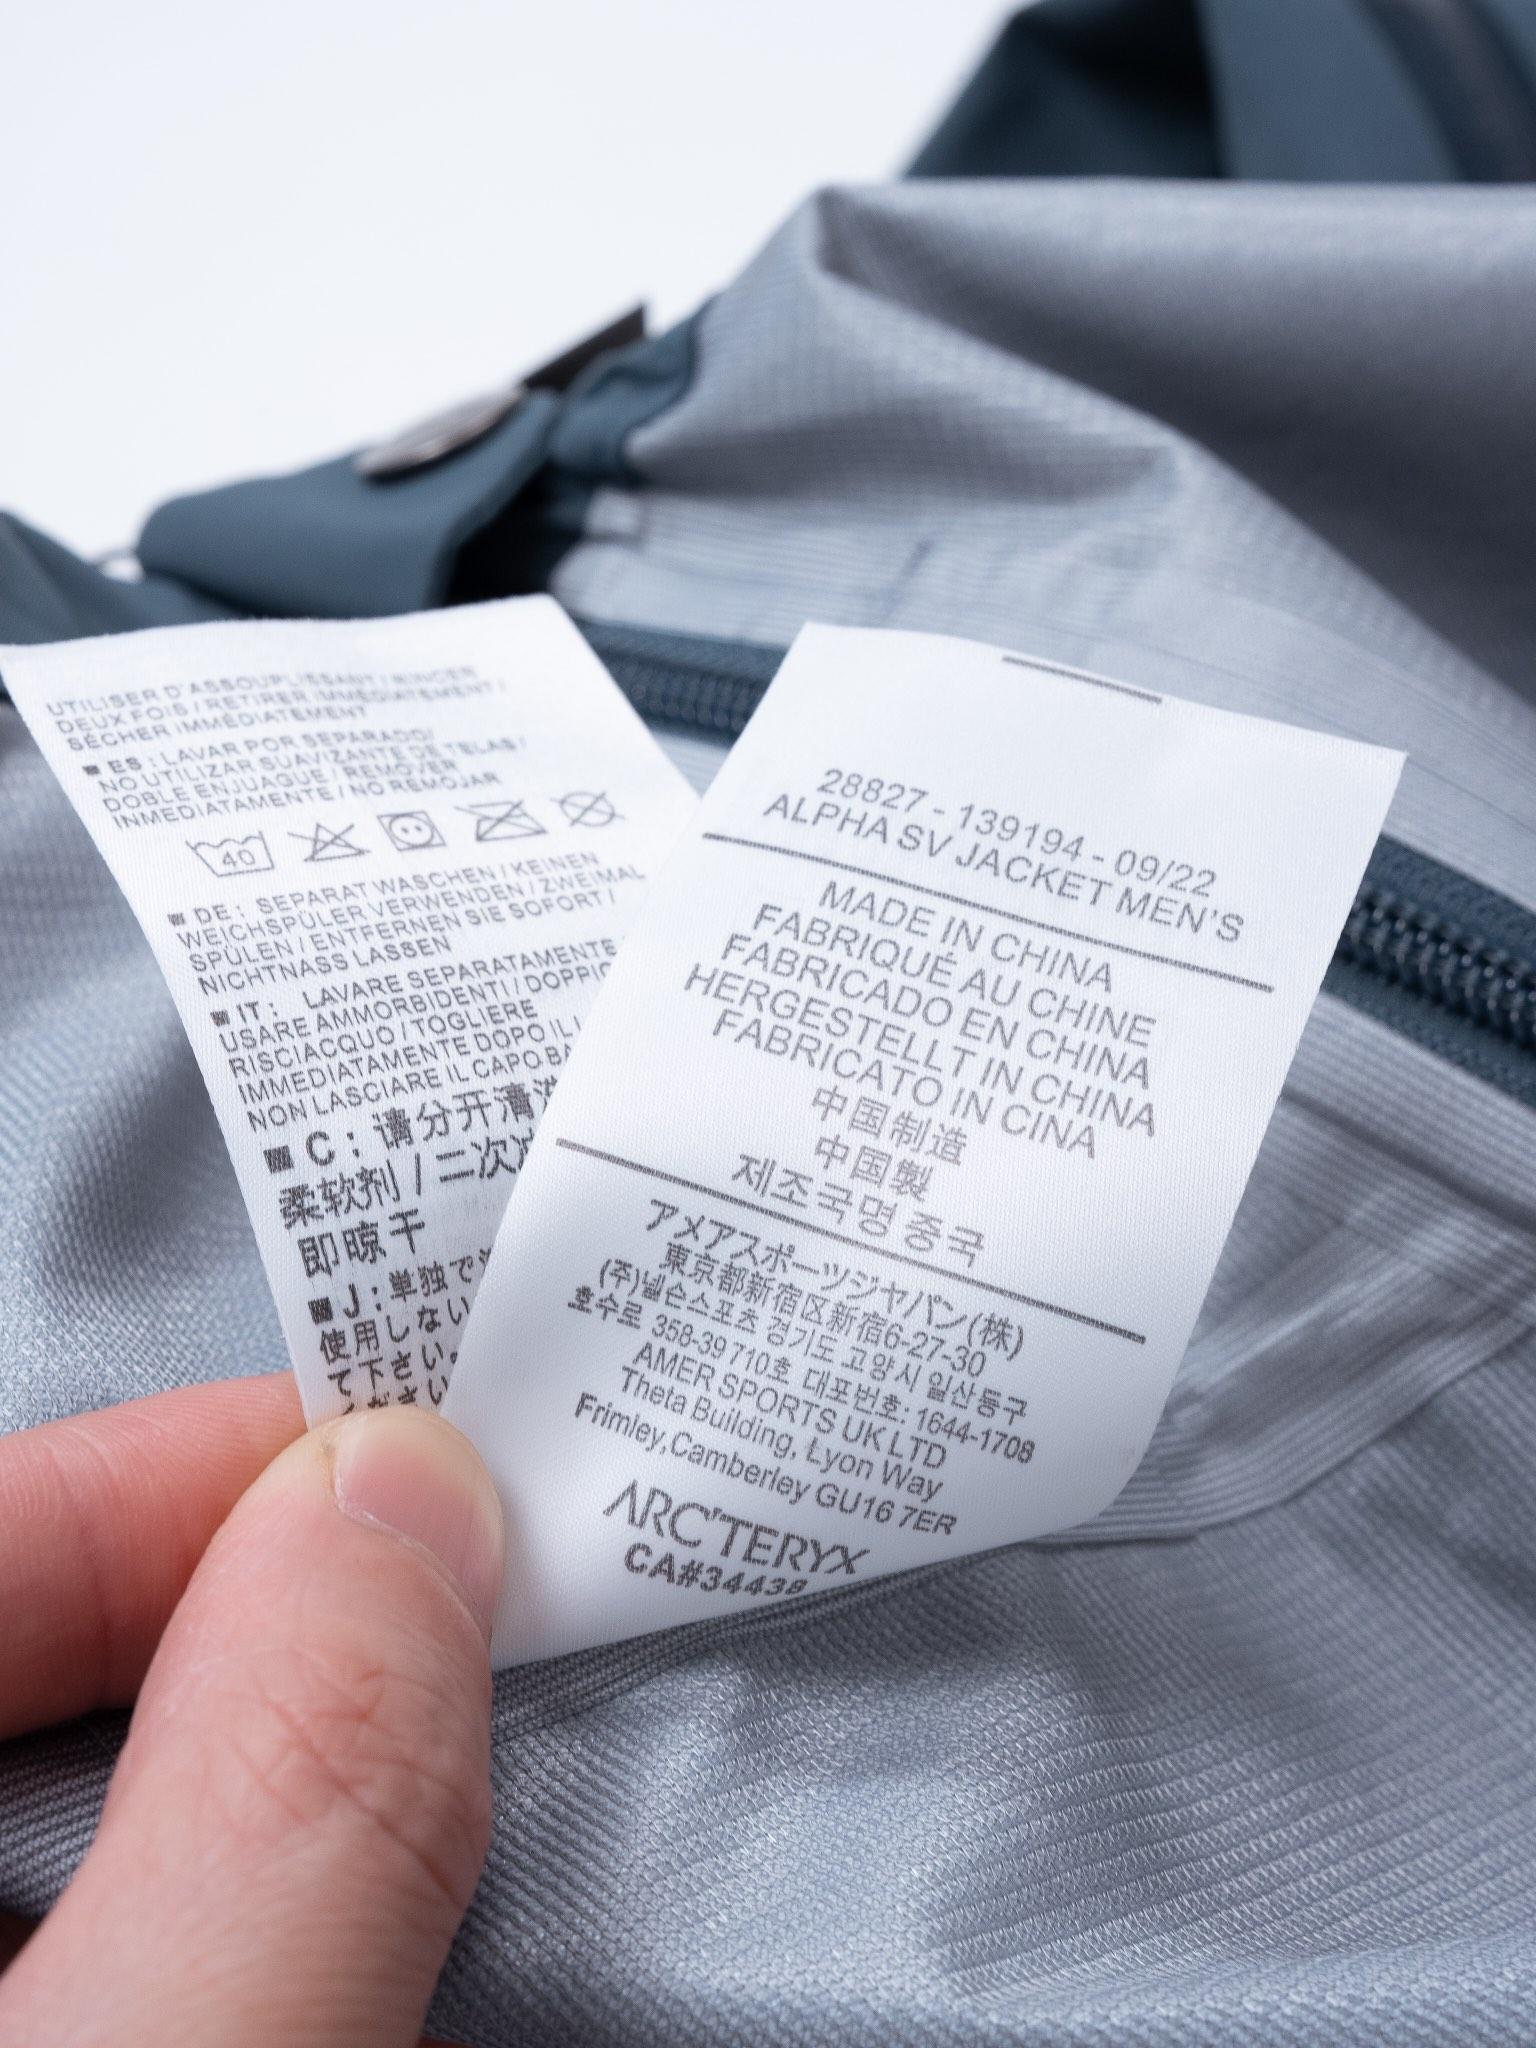 UTILISER D'ASSOUPLISSANT / RINCER
DEUX FOIS / RETIRER IMMÉDIATEMENT /
SÉCHER IMMÉDIATEMENT
ES : LAVAR POR SEPARADO/
NO UTILIZAR SUAVIZANTE DE TELAS /
DOBLE ENJUAGUE / REMOVER
INMEDIATAMENTE / NO REMOJAR
40
DE : SEPARAT WASCHEN / KEINEN
WEICHSPÜLER VERWENDEN / ZWEIMAL
SPÜLEN / ENTFERNEN SIE SOFORT /
NICHTNASS LASSEN
IT : LAVARE SEPARATAMENTE
USARE AMMORBIDENTI / DOPPIO
RISCIACQUO / TOGLIERE
IMMEDIATAMENTE DOPO IL
NON LASCIARE IL CAPO BA
C : 请分开清
柔软剂 / 二次
即晾干
J : 単独で
使用しない
て下さい。
28827 - 139194 - 09/22
ALPHA SV JACKET MEN'S
MADE IN CHINA
FABRIQUÉ AU CHINE
FABRICADO EN CHINA
HERGESTELLT IN CHINA
FABRICATO IN CINA
中国制造
中国製
제조국명 중국
アメアスポーツジャパン(株)
東京都新宿区新宿6-27-30
(주)넬슨스포츠 경기도 고양시 일산동구
호수로 358-39 710호 대표번호: 1644-1708
AMER SPORTS UK LTD
Theta Building, Lyon Way
Frimley, Camberley GU16 7ER
ARC'TERYX
CA#34438